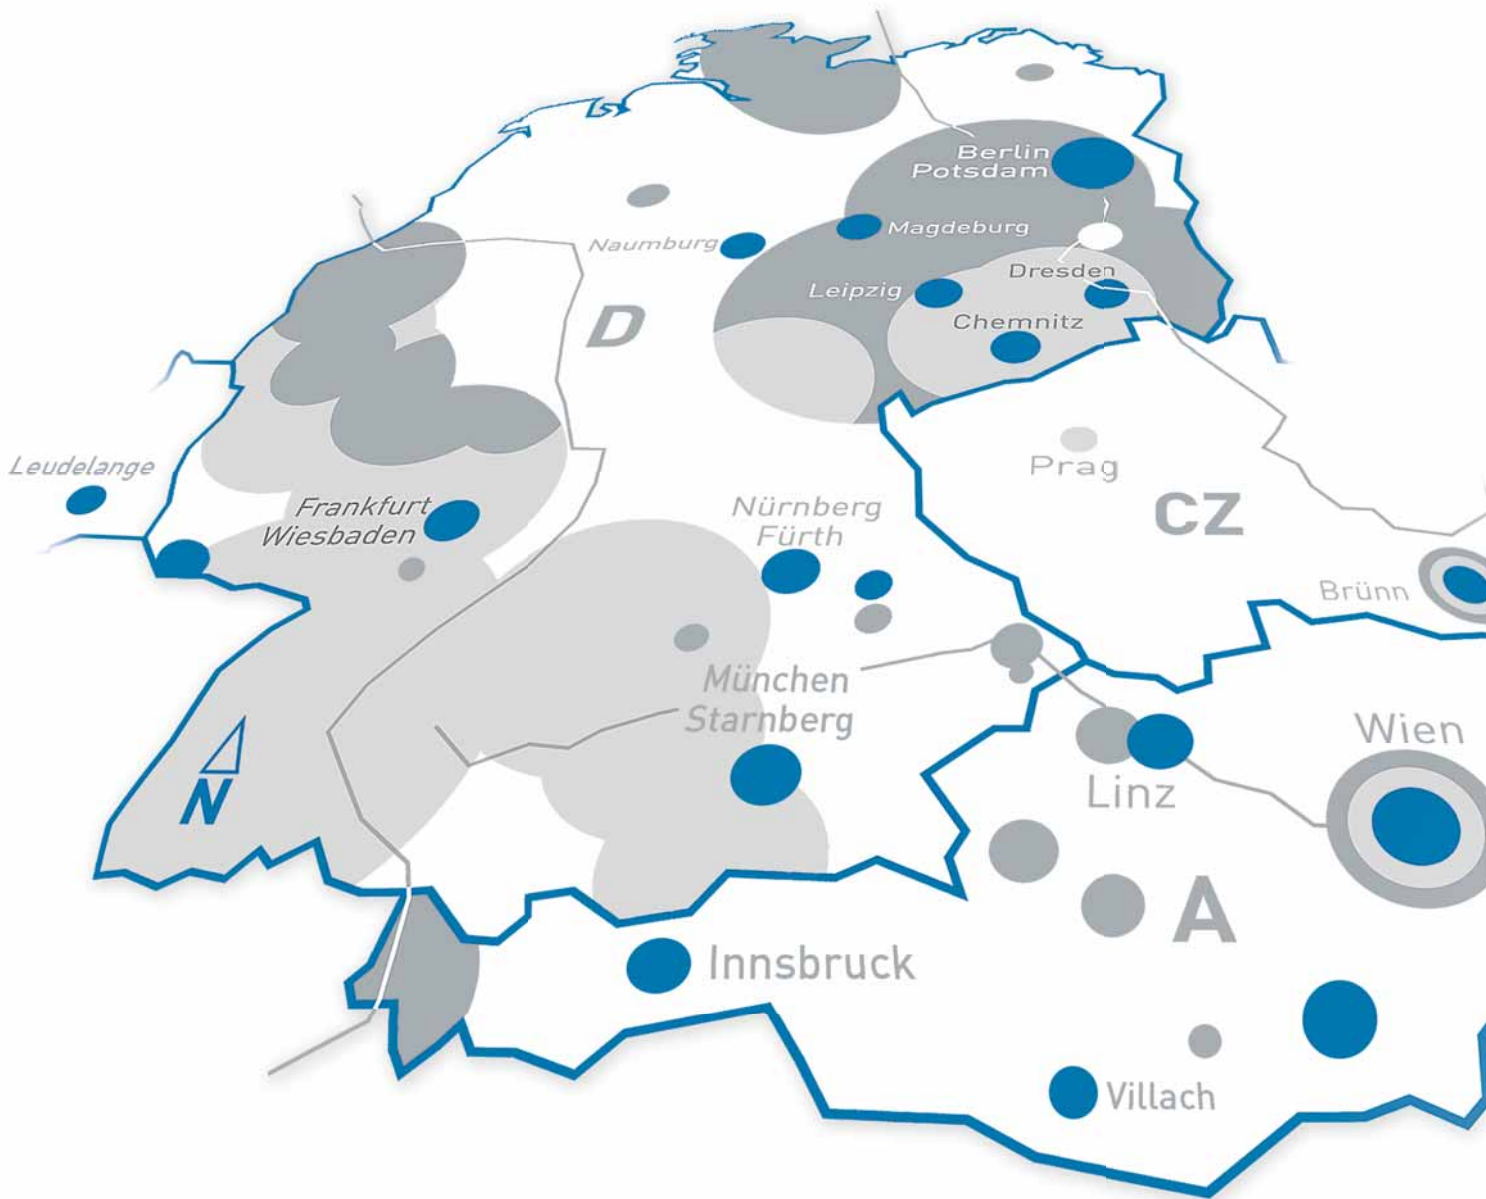 Berlin
Potsdam
Naumburg
Magdeburg
Leipzig
Dresden
D
Chemnitz
Leudelange
Prag
Frankfurt
Wiesbaden
Nürnberg
Fürth
CZ
Brünn
München
Starnberg
N
Linz
Wien
A
Innsbruck
Villach